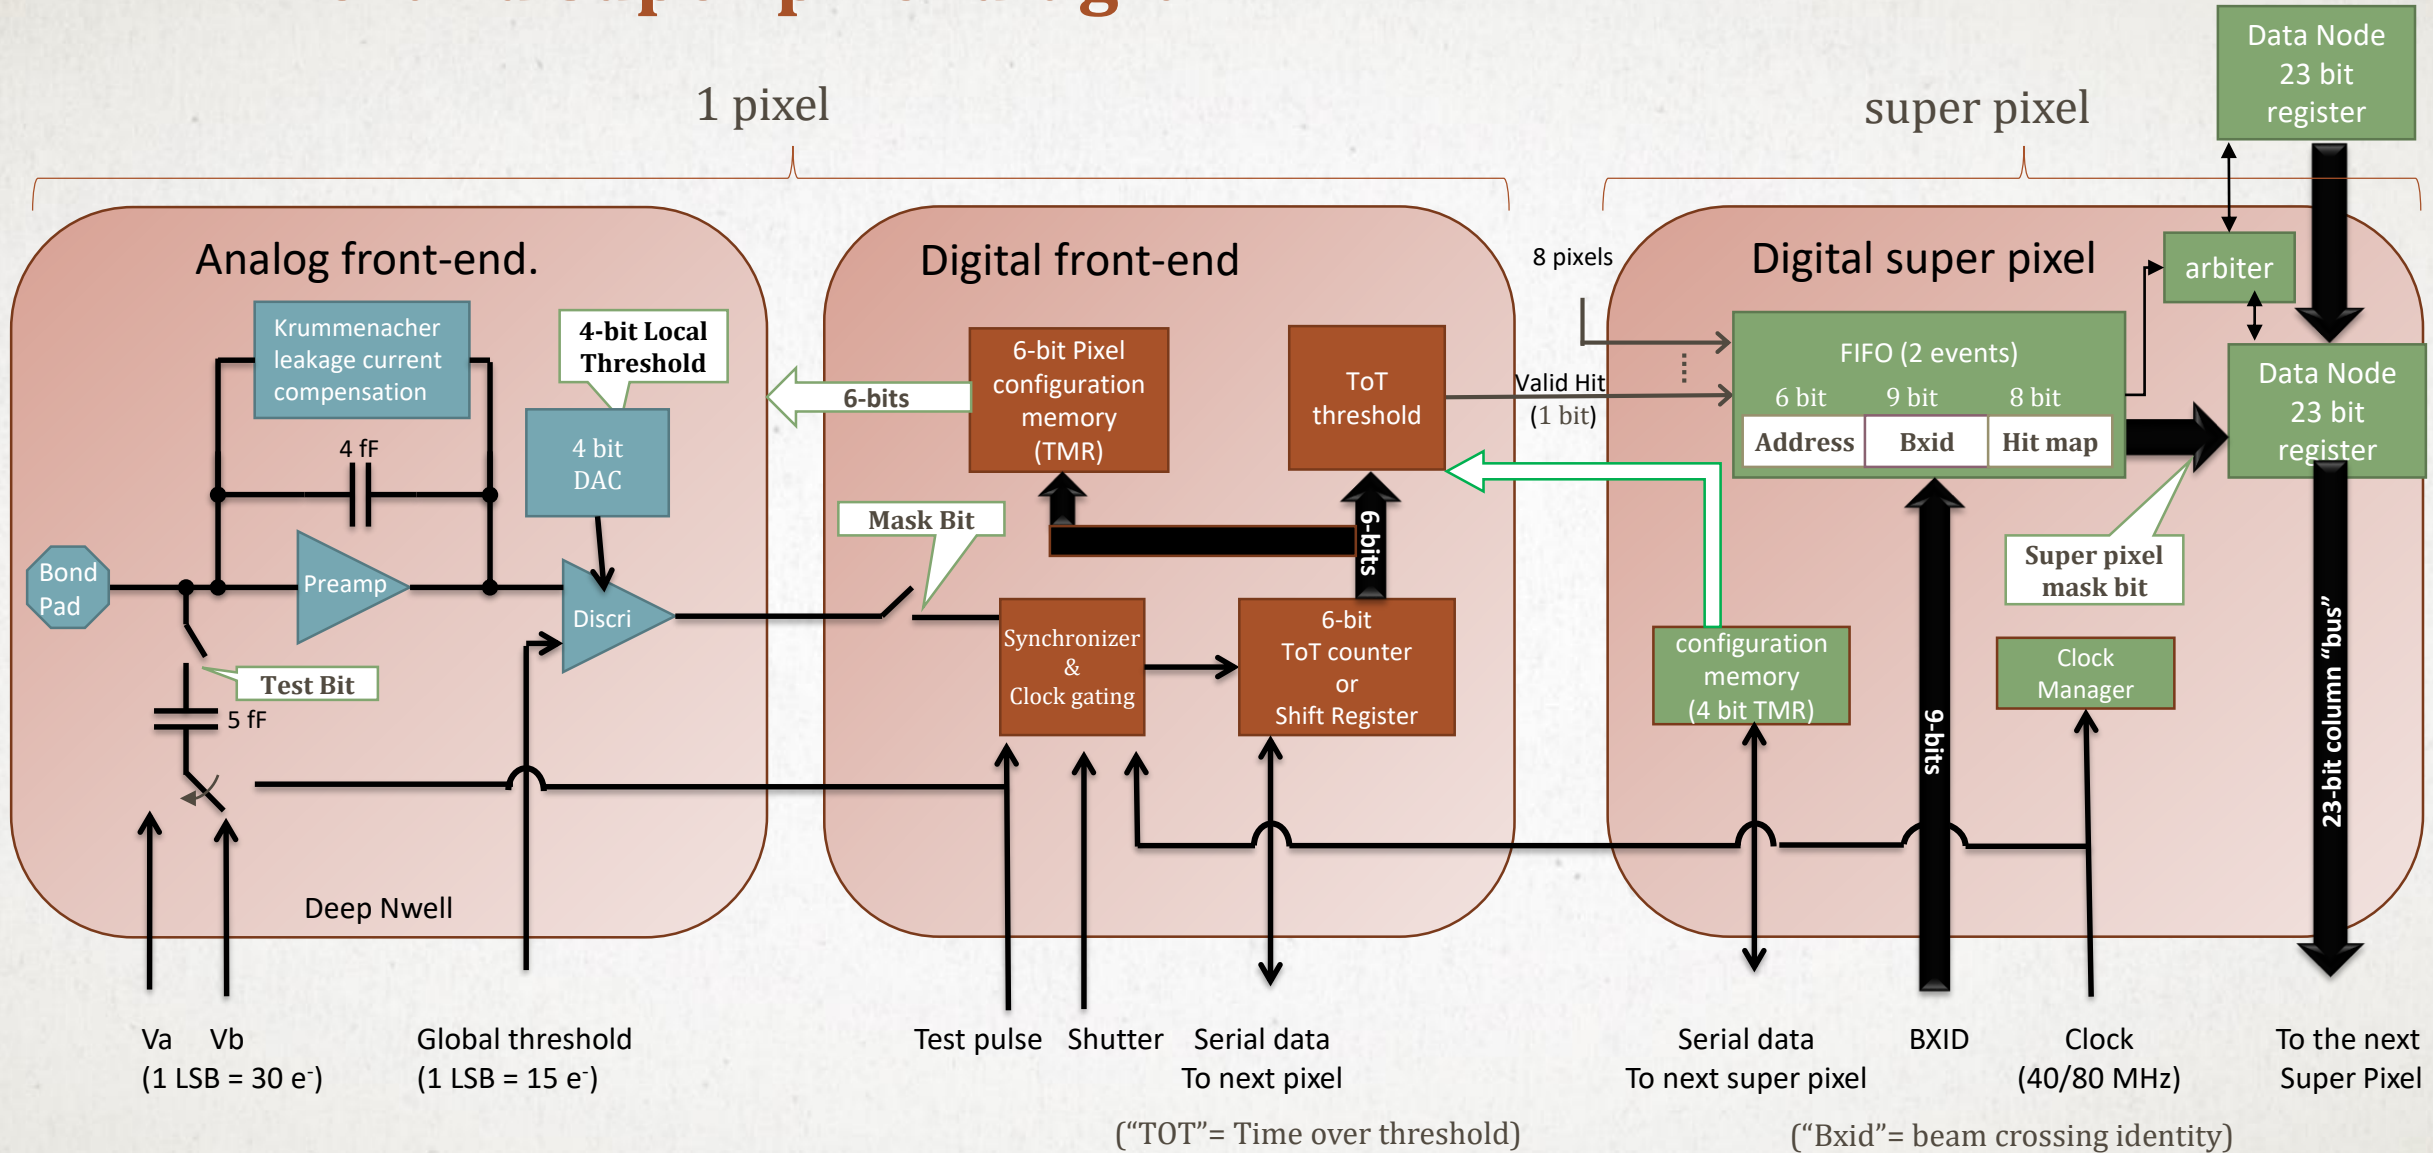 1 pixel
super pixel
Data Node
23 bit
register
Analog front-end.
Krummenacher
leakage current
compensation
4-bit Local
Threshold
4 fF
4 bit
DAC
Bond
Pad
Preamp
Discri
Test Bit
5 fF
Deep Nwell
Va
Vb
(1 LSB = 30 e-)
Global threshold
(1 LSB = 15 e-)
Digital front-end
6-bits
6-bit Pixel
configuration
memory
(TMR)
ToT
threshold
Mask Bit
6-bits
Synchronizer
&
Clock gating
6-bit
ToT counter
or
Shift Register
Test pulse
Shutter
Serial data
To next pixel
("TOT"= Time over threshold)
8 pixels
Valid Hit
(1 bit)
Digital super pixel
arbiter
FIFO (2 events)
6 bit
9 bit
8 bit
Address
Bxid
Hit map
Data Node
23 bit
register
Super pixel
mask bit
configuration
memory
(4 bit TMR)
9-bits
Clock
Manager
23-bit column "bus"
Serial data
To next super pixel
BXID
Clock
(40/80 MHz)
To the next
Super Pixel
("Bxid"= beam crossing identity)